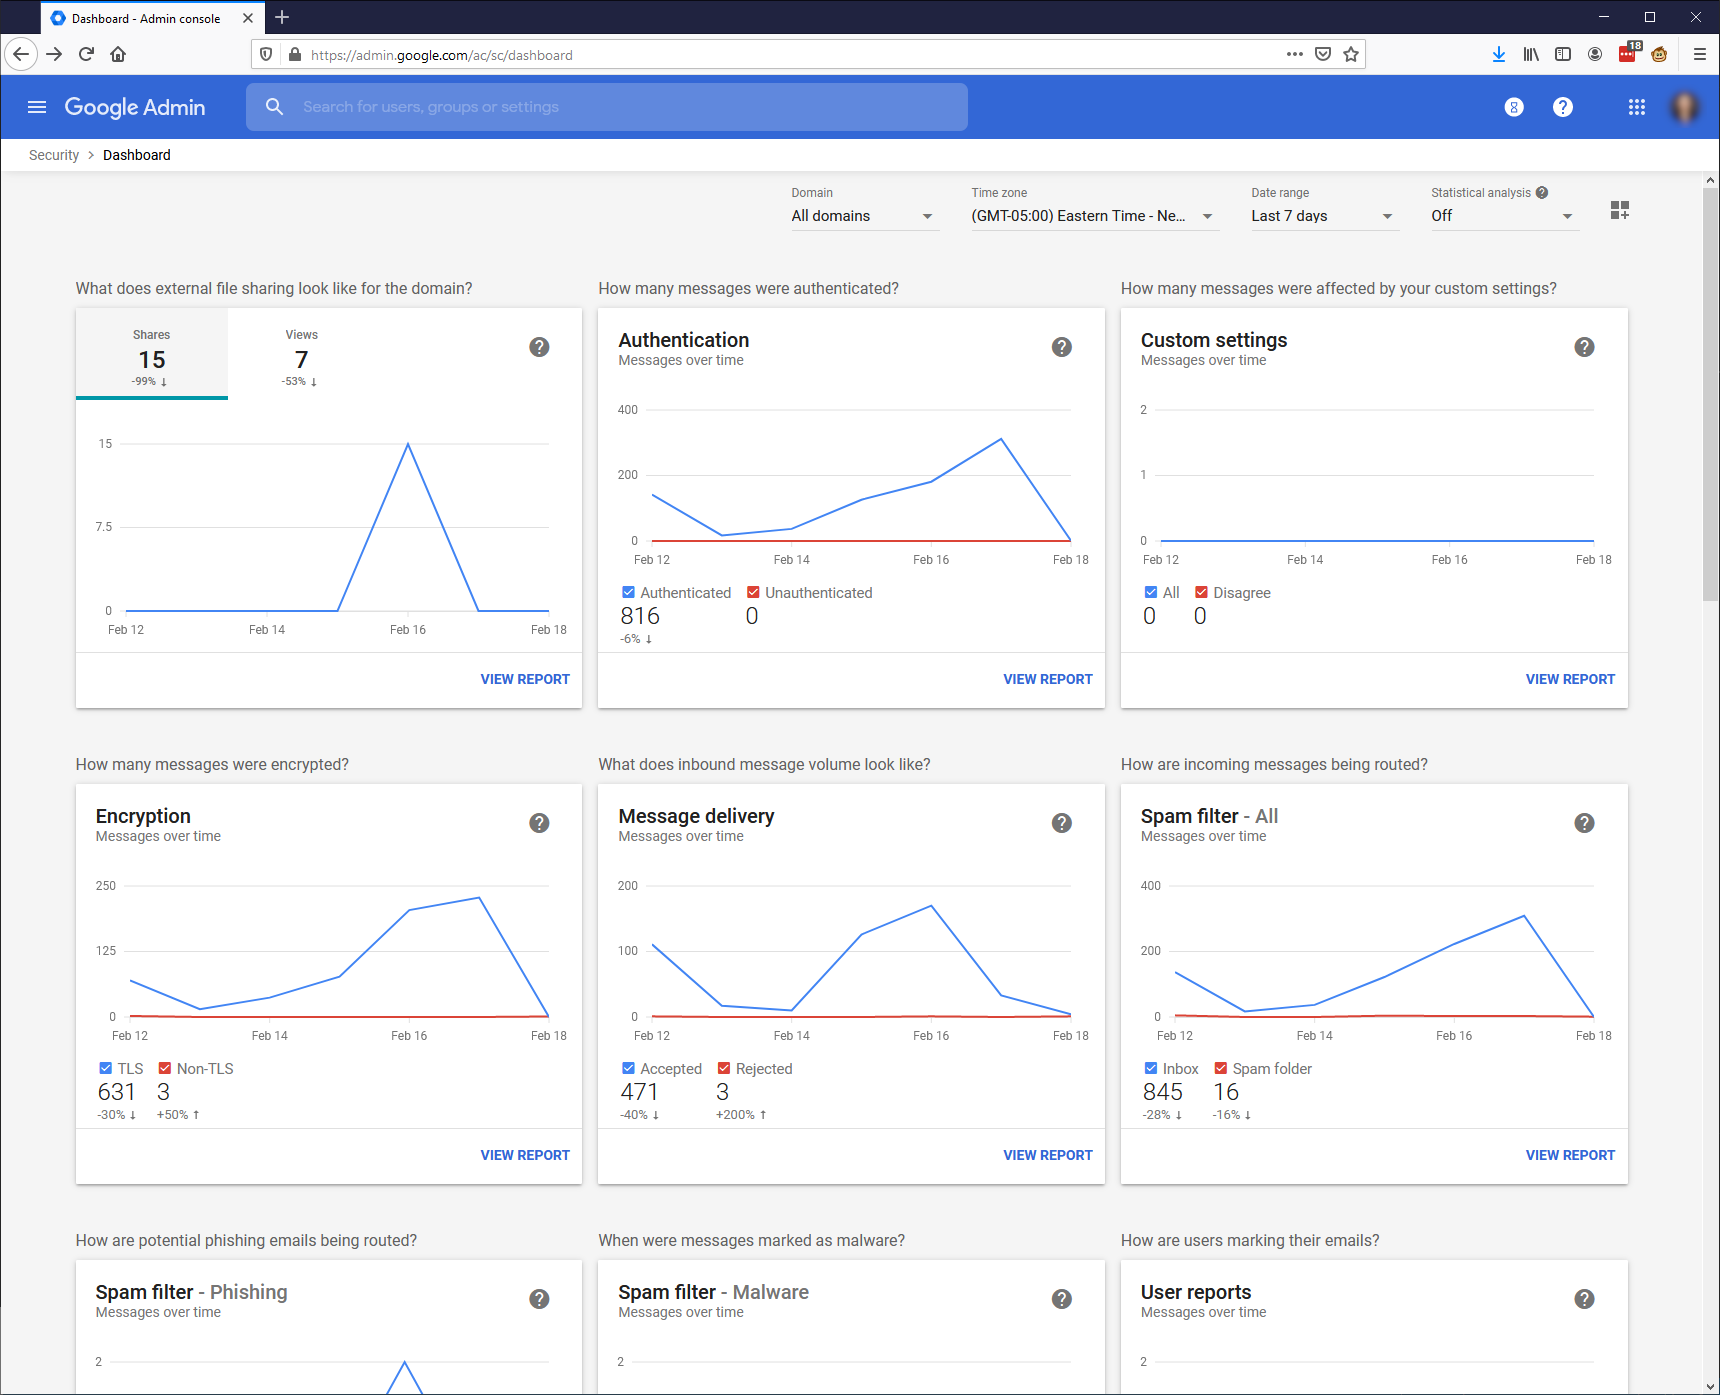 Dashboard - Admin console
https://admin.google.com/ac/sc/dashboard
18
Google Admin
Search for users, groups or settings
8
Security > Dashboard
Domain
All domains
Time zone
(GMT-05:00) Eastern Time - Ne...
Date range
Last 7 days
Statistical analysis
Off
What does external file sharing look like for the domain?
Shares
15
-99% ↓
Views
7
-53% ↓
15
7.5
0
Feb 12 Feb 14 Feb 16 Feb 18
VIEW REPORT
How many messages were authenticated?
Authentication
Messages over time
400
200
0
Feb 12 Feb 14 Feb 16 Feb 18
Authenticated Unauthenticated
816 0
-6% ↓
VIEW REPORT
How many messages were affected by your custom settings?
Custom settings
Messages over time
2
1
0
Feb 12 Feb 14 Feb 16 Feb 18
All Disagree
0 0
VIEW REPORT
How many messages were encrypted?
Encryption
Messages over time
250
125
0
Feb 12 Feb 14 Feb 16 Feb 18
TLS Non-TLS
631 3
-30% ↓ +50% ↑
VIEW REPORT
What does inbound message volume look like?
Message delivery
Messages over time
200
100
0
Feb 12 Feb 14 Feb 16 Feb 18
Accepted Rejected
471 3
-40% ↓ +200% ↑
VIEW REPORT
How are incoming messages being routed?
Spam filter - All
Messages over time
400
200
0
Feb 12 Feb 14 Feb 16 Feb 18
Inbox Spam folder
845 16
-28% ↓ -16% ↓
VIEW REPORT
How are potential phishing emails being routed?
Spam filter - Phishing
Messages over time
2
When were messages marked as malware?
Spam filter - Malware
Messages over time
2
How are users marking their emails?
User reports
Messages over time
2